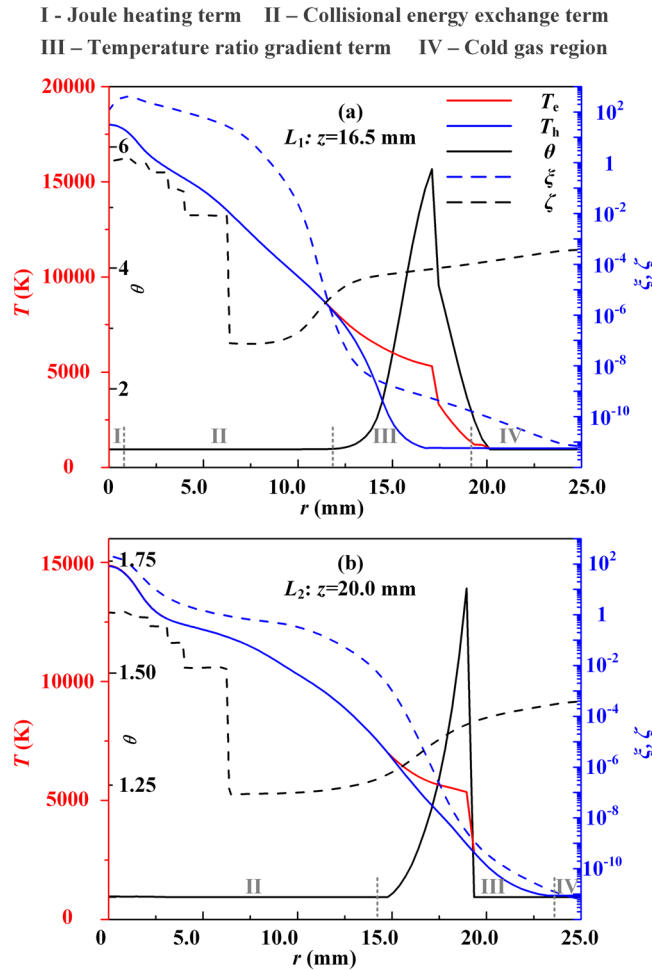 I - Joule heating term II – Collisional energy exchange term
III – Temperature ratio gradient term IV – Cold gas region
20000
15000
10000
5000
0
T (K)
6
4
2
θ
(a)
L₁: z=16.5 mm
Tₑ
Tₕ
θ
ξ
ζ
I
II
III
IV
10²
1
10⁻²
10⁻⁴
10⁻⁶
10⁻⁸
10⁻¹⁰
ξ, ζ
0 5.0 10.0 15.0 20.0 25.0
r (mm)
15000
10000
5000
0
T (K)
1.75
1.50
1.25
θ
(b)
L₂: z=20.0 mm
II
III
IV
10²
1
10⁻²
10⁻⁴
10⁻⁶
10⁻⁸
10⁻¹⁰
ξ, ζ
0 5.0 10.0 15.0 20.0 25.0
r (mm)